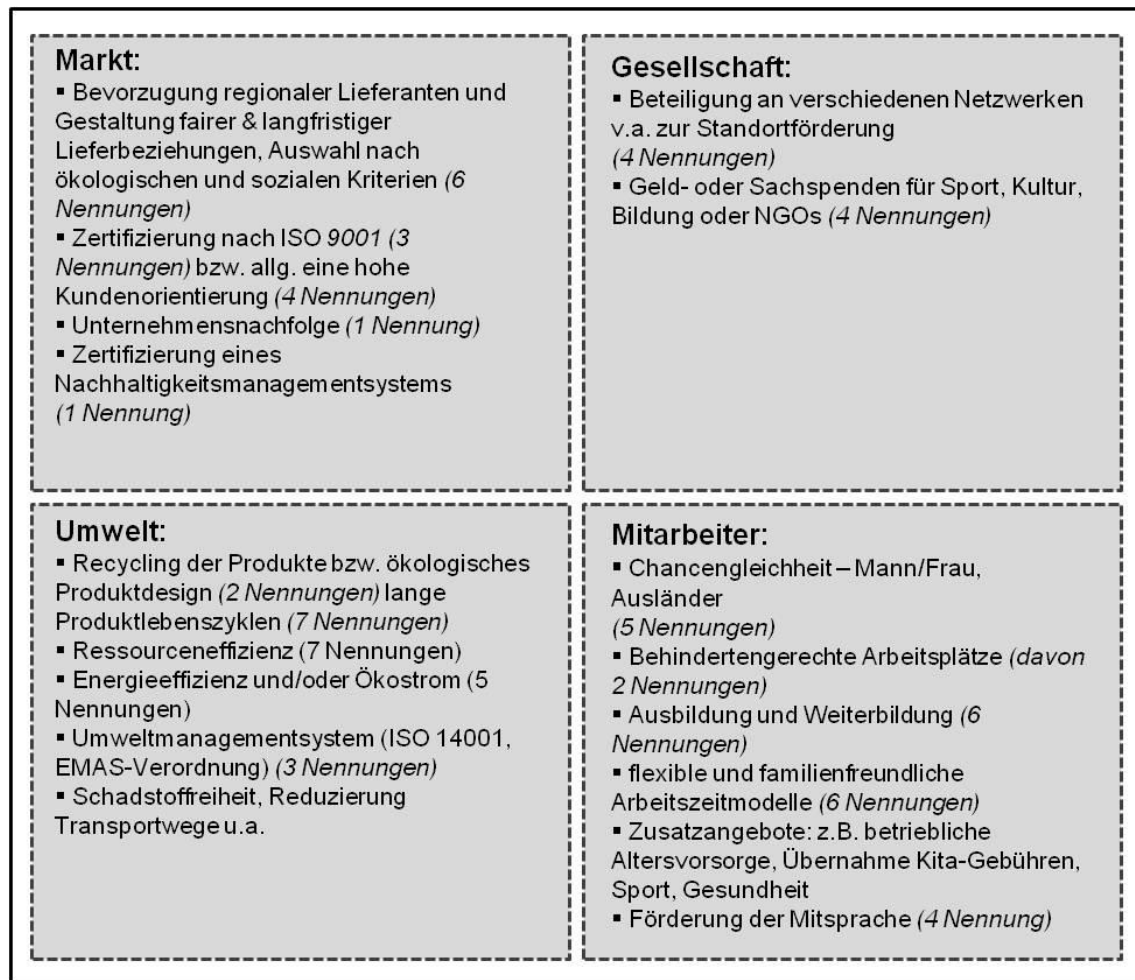 Markt:
▪ Bevorzugung regionaler Lieferanten und
Gestaltung fairer & langfristiger
Lieferbeziehungen, Auswahl nach
ökologischen und sozialen Kriterien (6
Nennungen)
▪ Zertifizierung nach ISO 9001 (3
Nennungen) bzw. allg. eine hohe
Kundenorientierung (4 Nennungen)
▪ Unternehmensnachfolge (1 Nennung)
▪ Zertifizierung eines
Nachhaltigkeitsmanagementsystems
(1 Nennung)
Gesellschaft:
▪ Beteiligung an verschiedenen Netzwerken
v.a. zur Standortförderung
(4 Nennungen)
▪ Geld- oder Sachspenden für Sport, Kultur,
Bildung oder NGOs (4 Nennungen)
Umwelt:
▪ Recycling der Produkte bzw. ökologisches
Produktdesign (2 Nennungen) lange
Produktlebenszyklen (7 Nennungen)
▪ Ressourceneffizienz (7 Nennungen)
▪ Energieeffizienz und/oder Ökostrom (5
Nennungen)
▪ Umweltmanagementsystem (ISO 14001,
EMAS-Verordnung) (3 Nennungen)
▪ Schadstoffreiheit, Reduzierung
Transportwege u.a.
Mitarbeiter:
▪ Chancengleichheit – Mann/Frau,
Ausländer
(5 Nennungen)
▪ Behindertengerechte Arbeitsplätze (davon
2 Nennungen)
▪ Ausbildung und Weiterbildung (6
Nennungen)
▪ flexible und familienfreundliche
Arbeitszeitmodelle (6 Nennungen)
▪ Zusatzangebote: z.B. betriebliche
Altersvorsorge, Übernahme Kita-Gebühren,
Sport, Gesundheit
▪ Förderung der Mitsprache (4 Nennung)